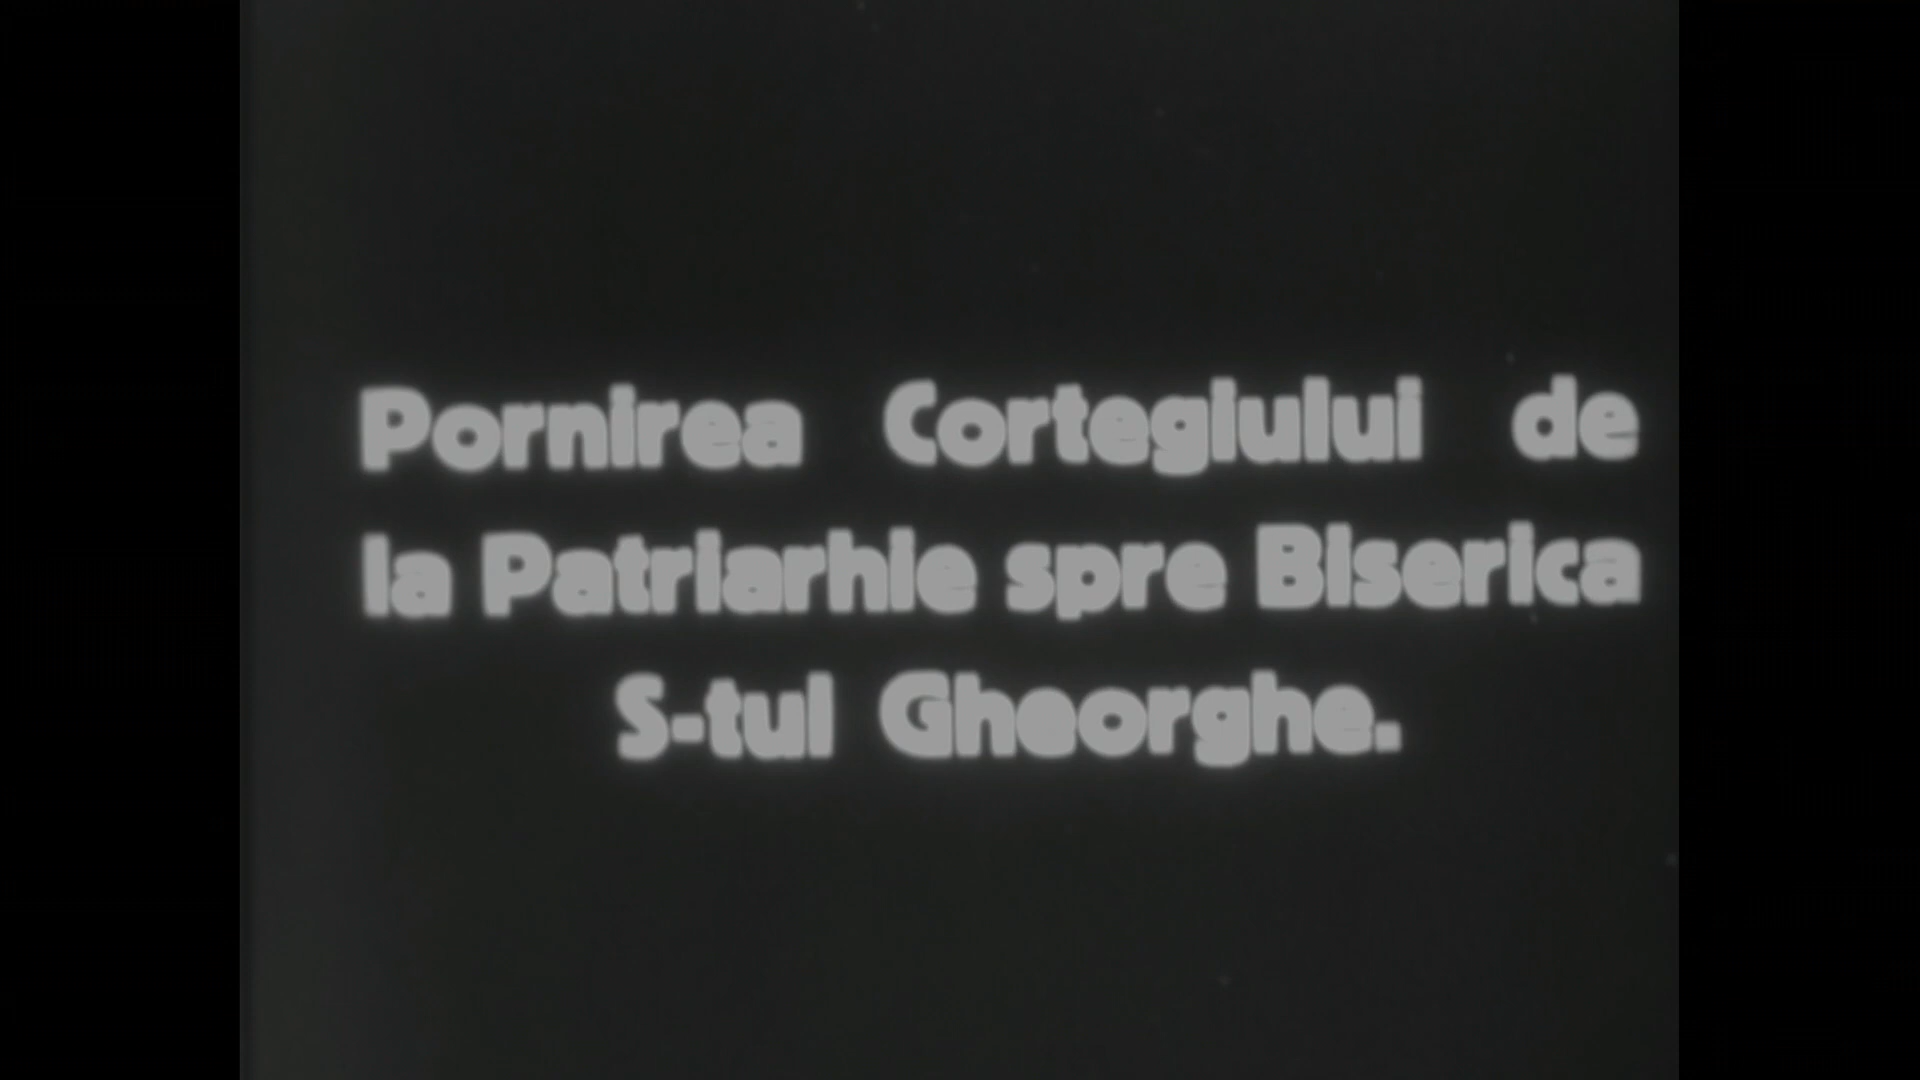 Pornirea Cortegiului de
la Patriarhie spre Biserica
S-tul Gheorghe.